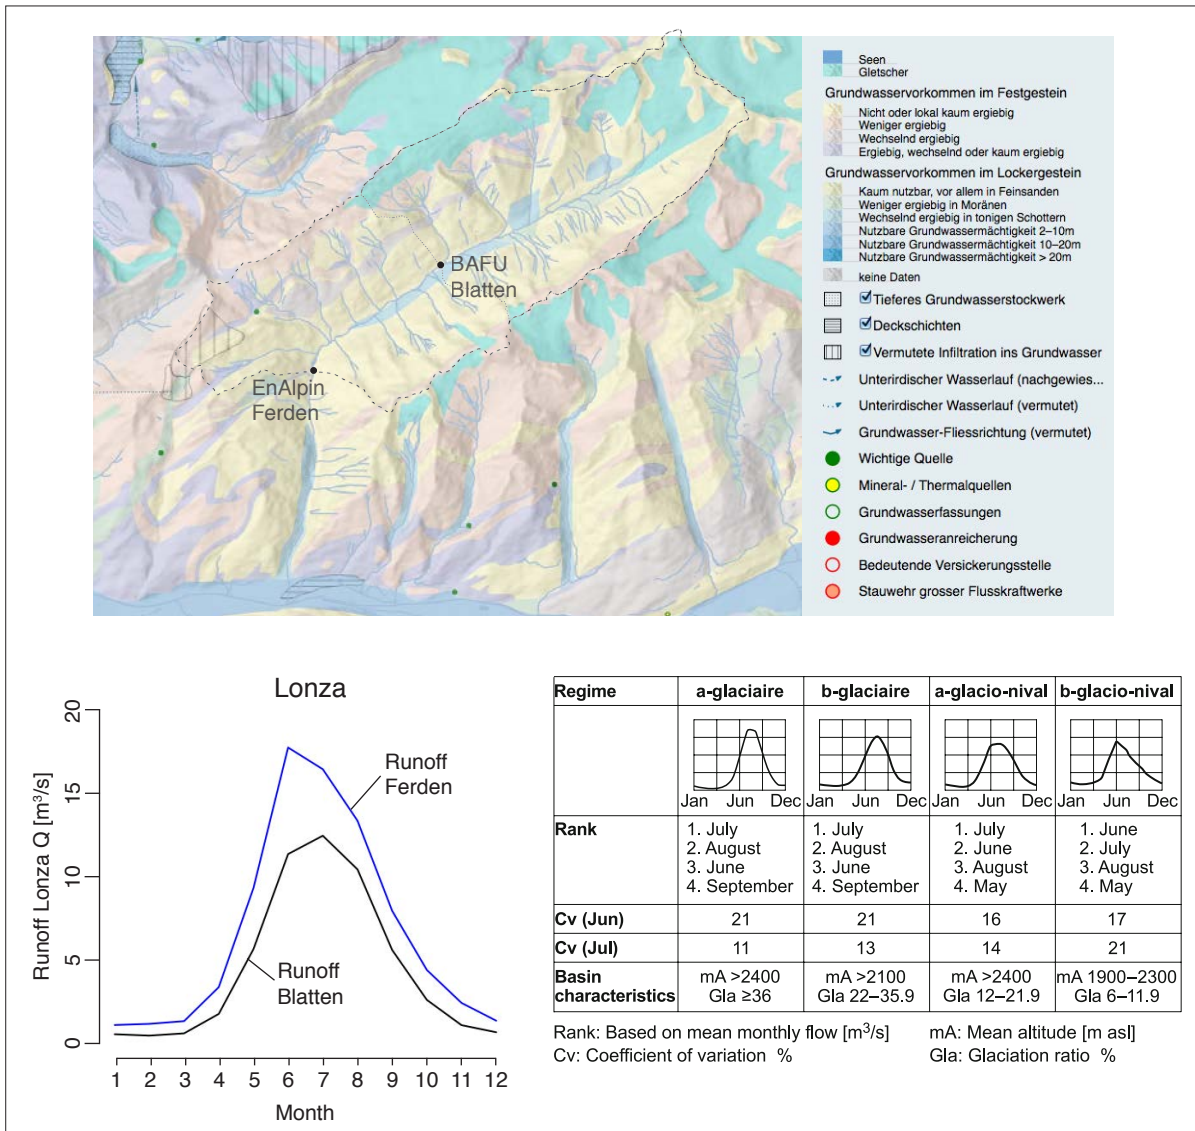 BAFU
Blatten
EnAlpin
Ferden
Seen
Gletscher
Grundwasservorkommen im Festgestein
Nicht oder lokal kaum ergiebig
Weniger ergiebig
Wechselnd ergiebig
Ergiebig, wechselnd oder kaum ergiebig
Grundwasservorkommen im Lockergestein
Kaum nutzbar, vor allem in Feinsanden
Weniger ergiebig in Moränen
Wechselnd ergiebig in tonigen Schottern
Nutzbare Grundwassermächtigkeit 2–10m
Nutzbare Grundwassermächtigkeit 10–20m
Nutzbare Grundwassermächtigkeit > 20m
keine Daten
Tieferes Grundwasserstockwerk
Deckschichten
Vermutete Infiltration ins Grundwasser
Unterirdischer Wasserlauf (nachgewies...
Unterirdischer Wasserlauf (vermutet)
Grundwasser-Fliessrichtung (vermutet)
Wichtige Quelle
Mineral- / Thermalquellen
Grundwasserfassungen
Grundwasseranreicherung
Bedeutende Versickerungsstelle
Stauwehr grosser Flusskraftwerke
Lonza
Runoff Lonza Q [m³/s]
20
15
10
5
0
Runoff
Ferden
Runoff
Blatten
1 2 3 4 5 6 7 8 9 10 11 12
Month
Regime a-glaciaire b-glaciaire a-glacio-nival b-glacio-nival
Jan Jun Dec Jan Jun Dec Jan Jun Dec Jan Jun Dec
Rank 1. July 1. July 1. July 1. June
2. August 2. August 2. June 2. July
3. June 3. June 3. August 3. August
4. September 4. September 4. May 4. May
Cv (Jun) 21 21 16 17
Cv (Jul) 11 13 14 21
Basin mA >2400 mA >2100 mA >2400 mA 1900–2300
characteristics Gla ≥36 Gla 22–35.9 Gla 12–21.9 Gla 6–11.9
Rank: Based on mean monthly flow [m³/s] mA: Mean altitude [m asl]
Cv: Coefficient of variation % Gla: Glaciation ratio %